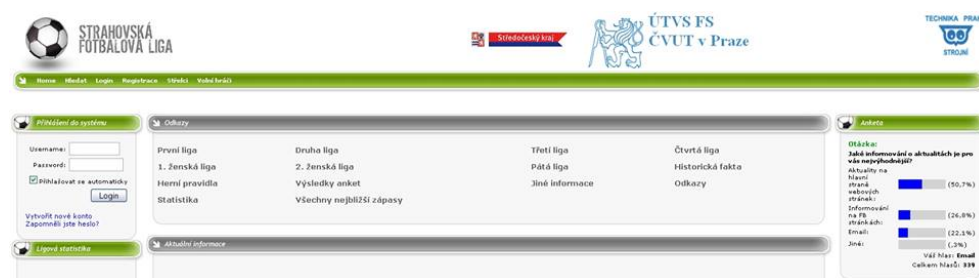 STRAHOVSKÁ
FOTBALOVÁ LIGA
Středočeský kraj
ÚTVS FS
ČVUT v Praze
TECHNIKA PRAH
STROJNÍ
Home Hledat Login Registrace Střelci Volní hráči
Přihlášení do systému
Username:
Password:
Přihlašovat se automaticky
Login
Vytvořit nové konto
Zapomněli jste heslo?
Ligová statistika
Odkazy
První liga Druha liga Třetí liga Čtvrtá liga
1. ženská liga 2. ženská liga Pátá liga Historická fakta
Herní pravidla Výsledky anket Jiné informace Odkazy
Statistika Všechny nejbližší zápasy
Aktuální informace
Anketa
Otázka:
Jaké informování o aktualitách je pro
vás nejvýhodnější?
Aktuality na
hlavní
straně
webových
stránek: (50,7%)
Informování
na FB
stránkách: (26,8%)
Email: (22,1%)
Jiné: (,3%)
Váš hlas: Email
Celkem hlasů: 339